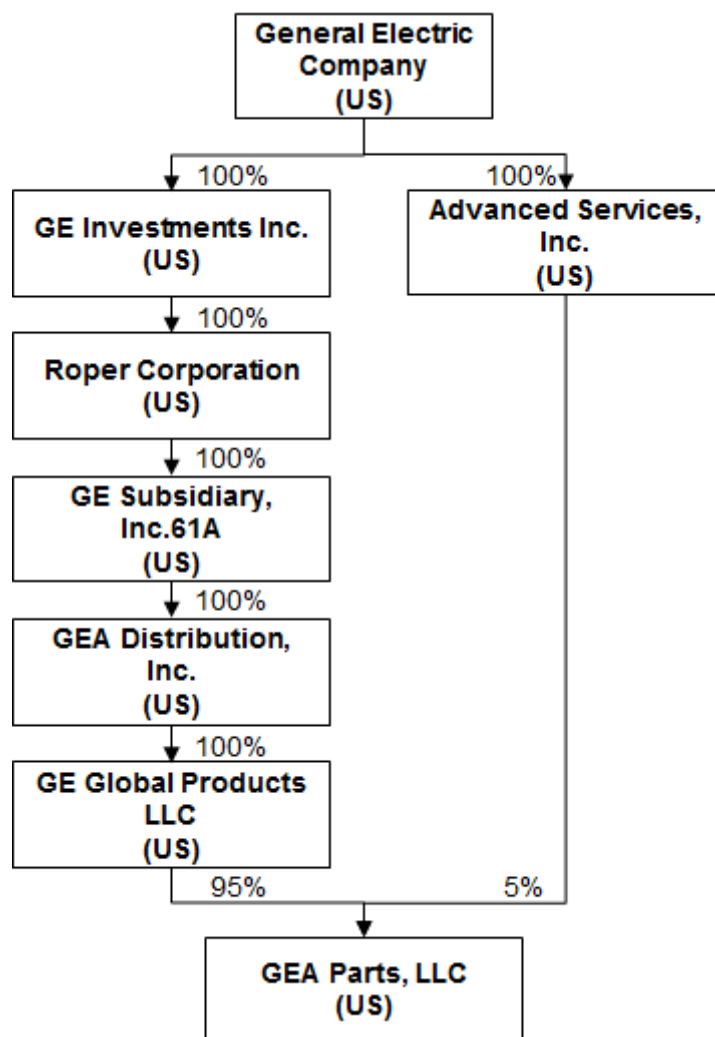 General Electric
Company
(US)
100%
100%
GE Investments Inc.
(US)
Advanced Services,
Inc.
(US)
100%
Roper Corporation
(US)
100%
GE Subsidiary,
Inc.61A
(US)
100%
GEA Distribution,
Inc.
(US)
100%
GE Global Products
LLC
(US)
95%
5%
GEA Parts, LLC
(US)